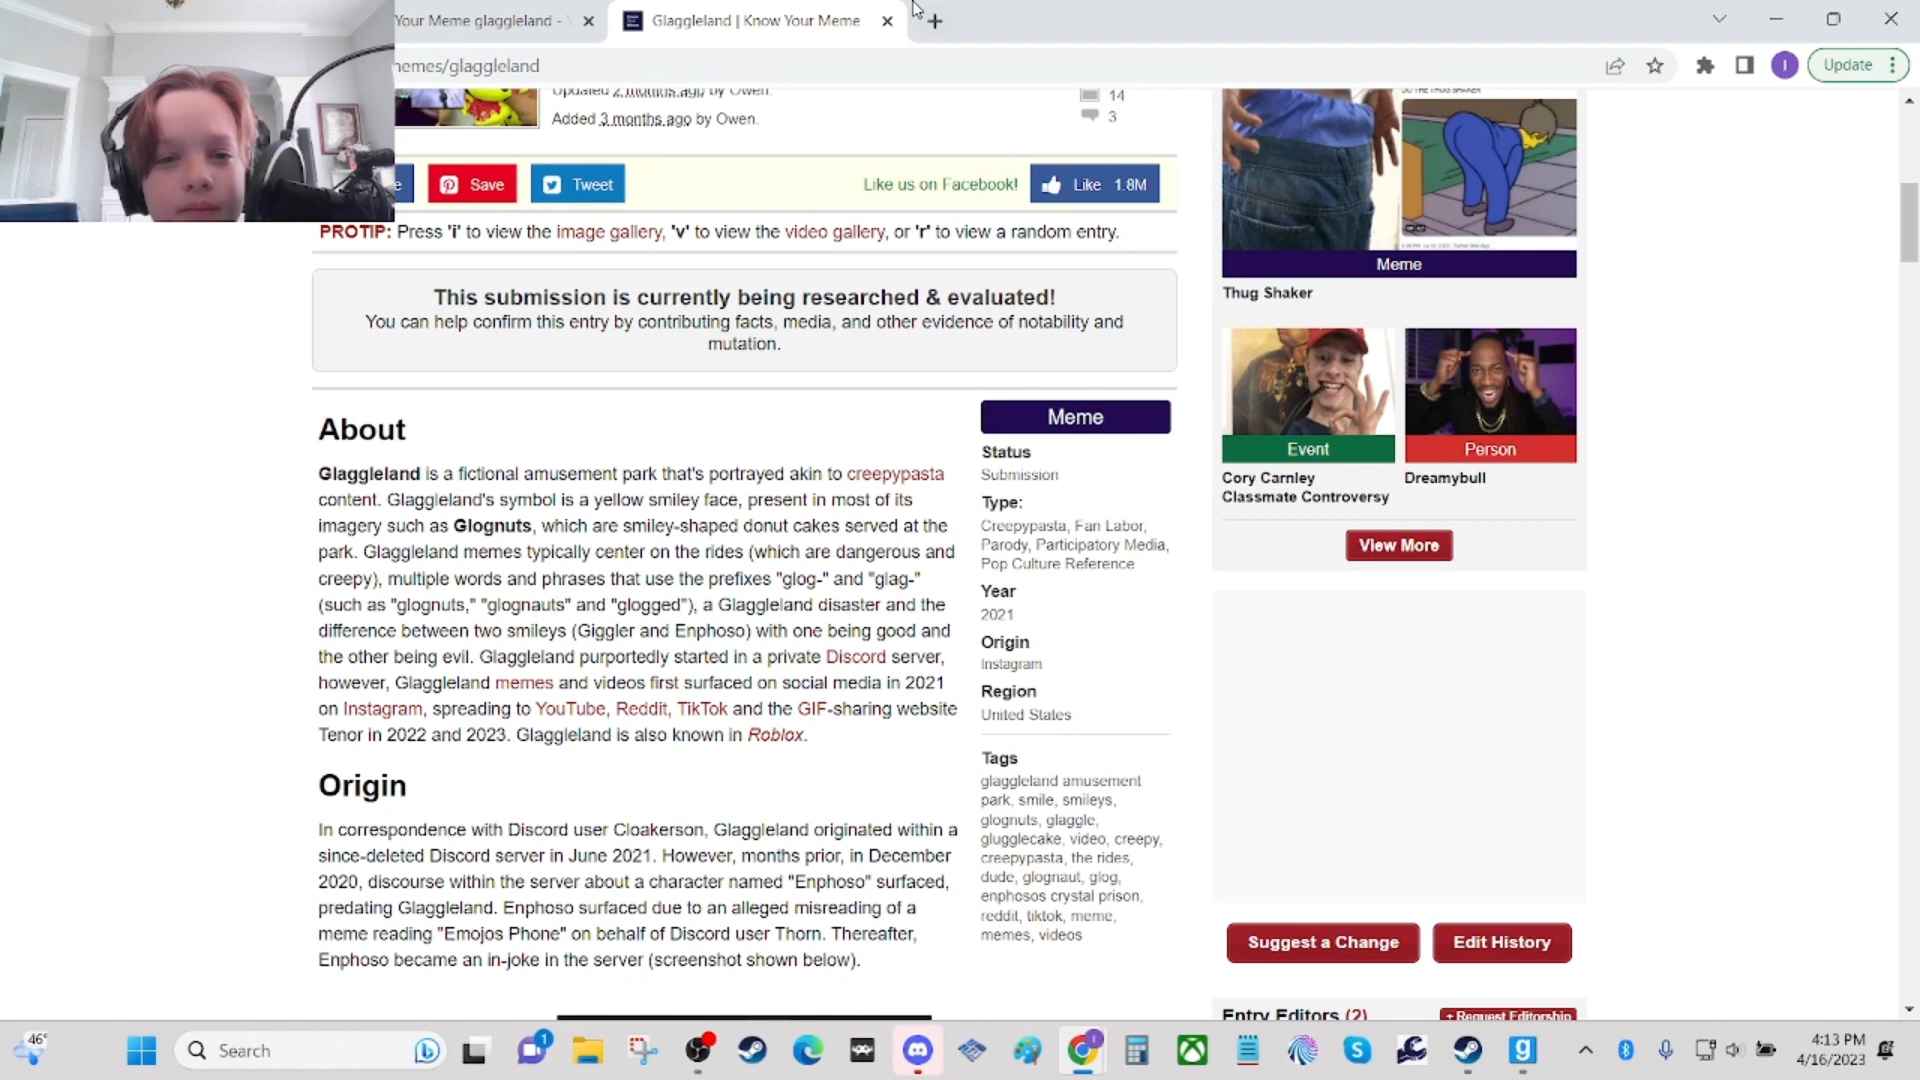 Your Meme glaggleland -
Glaggleland | Know Your Meme
memes/glaggleland
Update
Updated 2 months ago by Owen.
Added 3 months ago by Owen.
14
3
e
Save
Tweet
Like us on Facebook!
Like 1.8M
PROTIP: Press 'i' to view the image gallery, 'v' to view the video gallery, or 'r' to view a random entry.
This submission is currently being researched & evaluated!
You can help confirm this entry by contributing facts, media, and other evidence of notability and
mutation.
About
Glaggleland is a fictional amusement park that's portrayed akin to creepypasta
content. Glaggleland's symbol is a yellow smiley face, present in most of its
imagery such as Glognuts, which are smiley-shaped donut cakes served at the
park. Glaggleland memes typically center on the rides (which are dangerous and
creepy), multiple words and phrases that use the prefixes "glog-" and "glag-"
(such as "glognuts," "glognauts" and "glogged"), a Glaggleland disaster and the
difference between two smileys (Giggler and Enphoso) with one being good and
the other being evil. Glaggleland purportedly started in a private Discord server,
however, Glaggleland memes and videos first surfaced on social media in 2021
on Instagram, spreading to YouTube, Reddit, TikTok and the GIF-sharing website
Tenor in 2022 and 2023. Glaggleland is also known in Roblox.
Origin
In correspondence with Discord user Cloakerson, Glaggleland originated within a
since-deleted Discord server in June 2021. However, months prior, in December
2020, discourse within the server about a character named "Enphoso" surfaced,
predating Glaggleland. Enphoso surfaced due to an alleged misreading of a
meme reading "Emojos Phone" on behalf of Discord user Thorn. Thereafter,
Enphoso became an in-joke in the server (screenshot shown below).
Meme
Status
Submission
Type:
Creepypasta, Fan Labor,
Parody, Participatory Media,
Pop Culture Reference
Year
2021
Origin
Instagram
Region
United States
Tags
glaggleland amusement
park, smile, smileys,
glognuts, glaggle,
glugglecake, video, creepy,
creepypasta, the rides,
dude, glognaut, glog,
enphosos crystal prison,
reddit, tiktok, meme,
memes, videos
DO THE THUG SHAKER
Meme
Thug Shaker
Event
Person
Cory Carnley
Classmate Controversy
Dreamybull
View More
Suggest a Change
Edit History
Entry Editors (2)
+ Request Editorship
46°
Search
1
4:13 PM
4/16/2023